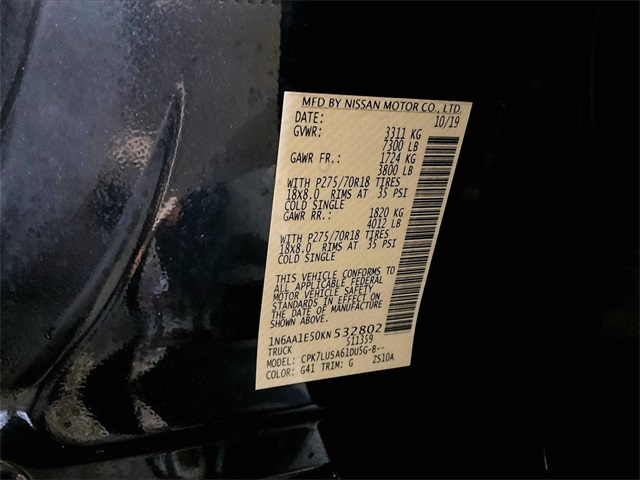 MFD BY NISSAN MOTOR CO., LTD.
DATE: 10/19
GVWR: 3311 KG
7300 LB
GAWR FR.: 1724 KG
3800 LB
WITH P275/70R18 TIRES
18X8.0 RIMS AT 35 PSI
COLD SINGLE
GAWR RR.: 1820 KG
4012 LB
WITH P275/70R18 TIRES
18X8.0 RIMS AT 35 PSI
COLD SINGLE
THIS VEHICLE CONFORMS TO
ALL APPLICABLE FEDERAL
MOTOR VEHICLE SAFETY
STANDARDS IN EFFECT ON
THE DATE OF MANUFACTURE
SHOWN ABOVE.
1N6AA1E50KN532802
TRUCK 511359
MODEL: CPK7LUSA61DU5G-B--
COLOR: G41 TRIM: G ZS10A